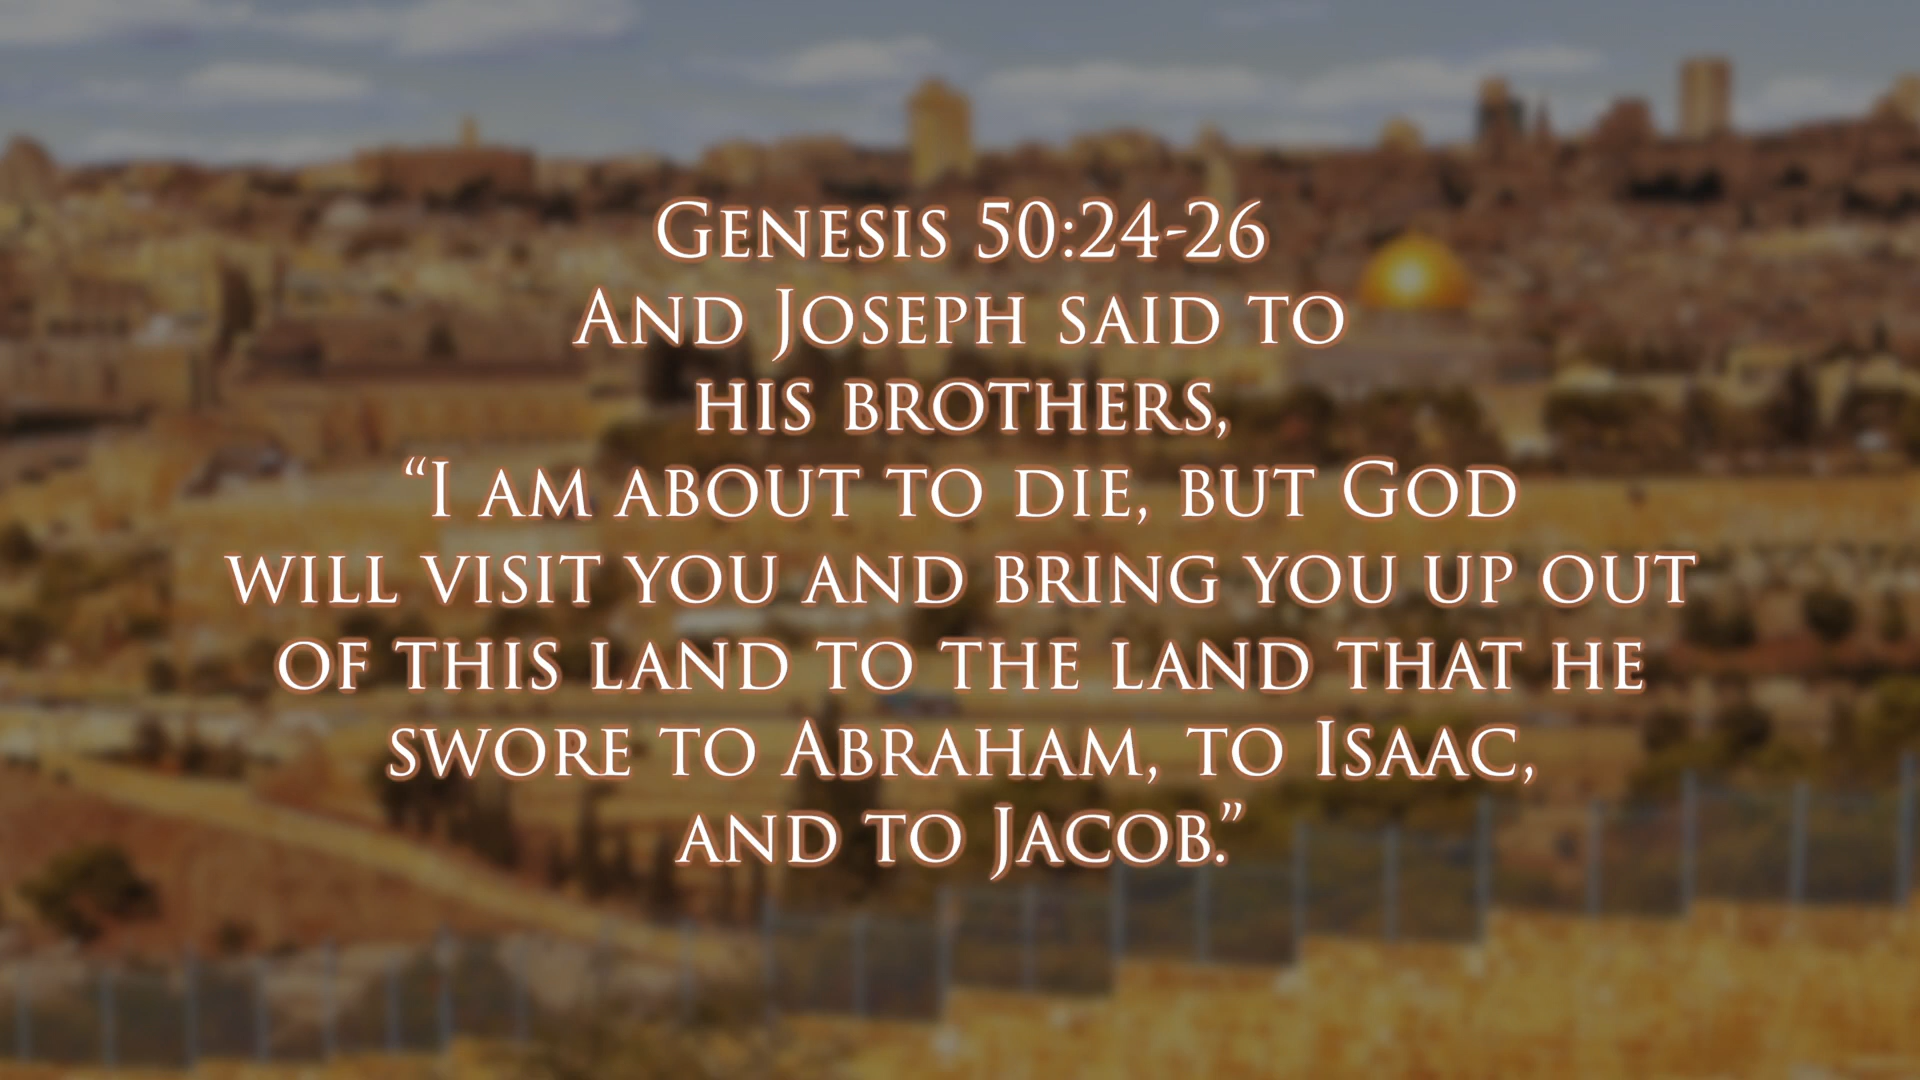 Genesis 50:24-26
And Joseph said to
his brothers,
“I am about to die, but God
will visit you and bring you up out
of this land to the land that he
swore to Abraham, to Isaac,
and to Jacob.”